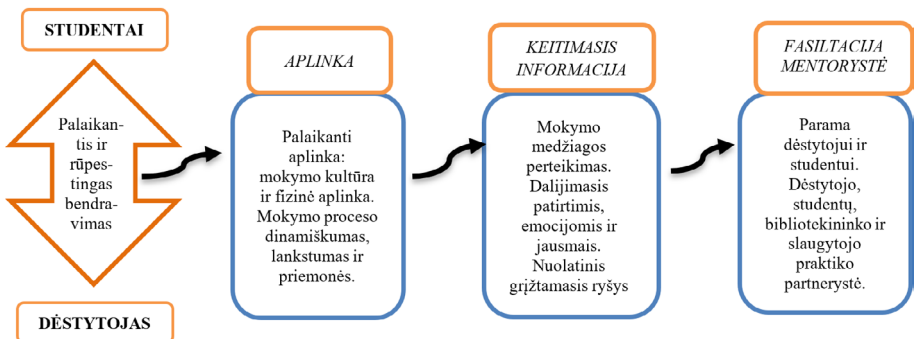 STUDENTAI
Palaikan-
tis ir
rūpes-
tingas
bendra-
vimas
DĖSTYTOJAS
APLINKA
Palaikanti
aplinka:
mokymo kultūra
ir fizinė aplinka.
Mokymo proceso
dinamiškumas,
lankstumas ir
priemonės.
KEITIMASIS
INFORMACIJA
Mokymo
medžiagos
perteikimas.
Dalijimasis
patirtimis,
emocijomis ir
jausmais.
Nuolatinis
grįžtamasis ryšys
FASILTACIJA
MENTORYSTĖ
Parama
dėstytojui ir
studentui.
Dėstytojo,
studentų,
bibliotekininko ir
slaugytojo
praktiko
partnerystė.